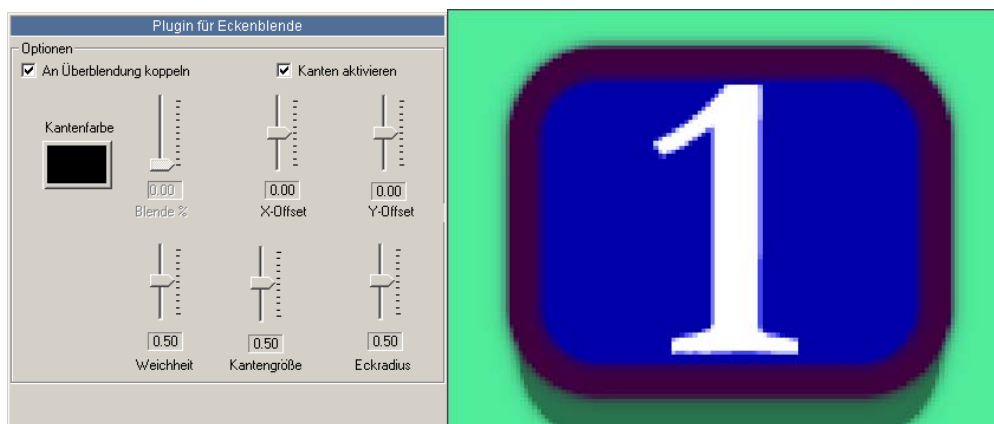 Plugin für Eckenblende
Optionen
An Überblendung koppeln
Kanten aktivieren
Kantenfarbe
0.00
0.00
0.00
Blende %
X-Offset
Y-Offset
0.50
0.50
0.50
Weichheit
Kantengröße
Eckradius
1